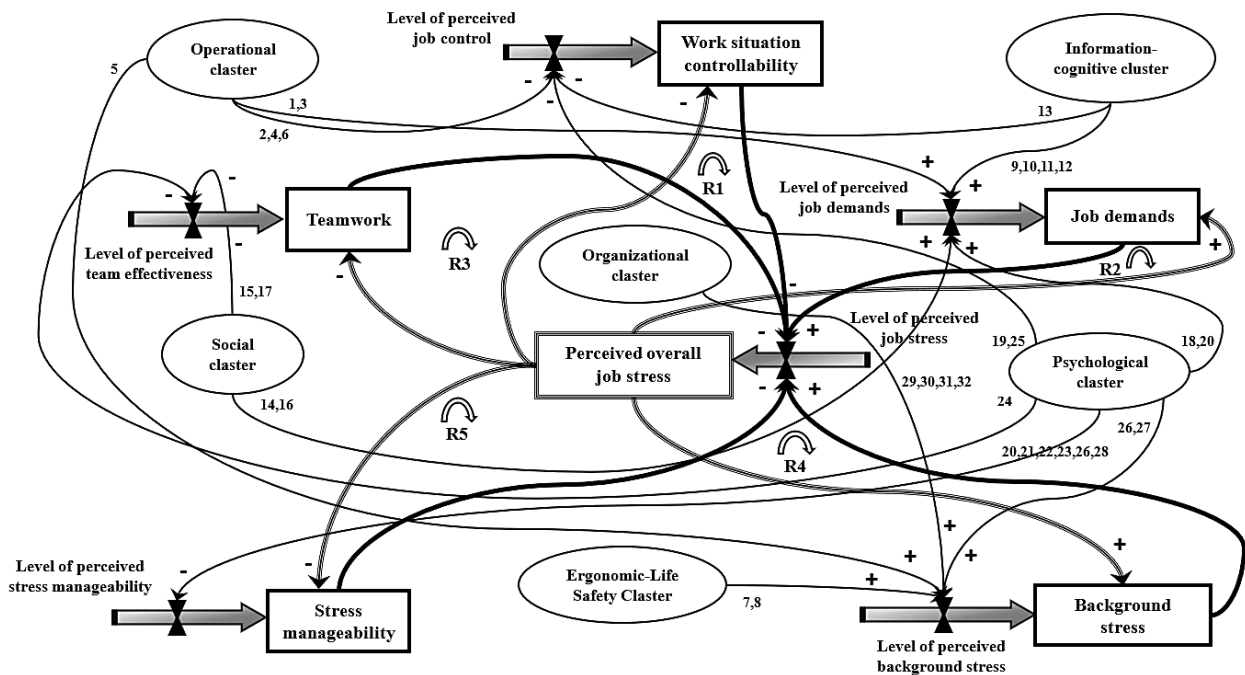 Level of perceived
job control
Operational
claster
5
Work situation
controllability
Information-
cognitive cluster
-
-
-
-
1,3
2,4,6
13
+
9,10,11,12
+
-
-
R1
Level of perceived
job demands
Job demands
Teamwork
-
Level of perceived
team effectiveness
R3
Organizational
cluster
+
+
R2
+
-
15,17
-
Social
cluster
Level of perceived
job stress
-
+
Perceived overall
job stress
19,25
18,20
Psychological
cluster
-
+
29,30,31,32
24
14,16
R5
R4
26,27
20,21,22,23,26,28
+
+
+
+
Level of perceived
stress manageability
-
-
Ergonomic-Life
Safety Cluster
+
7,8
Stress
manageability
Background
stress
Level of perceived
background stress